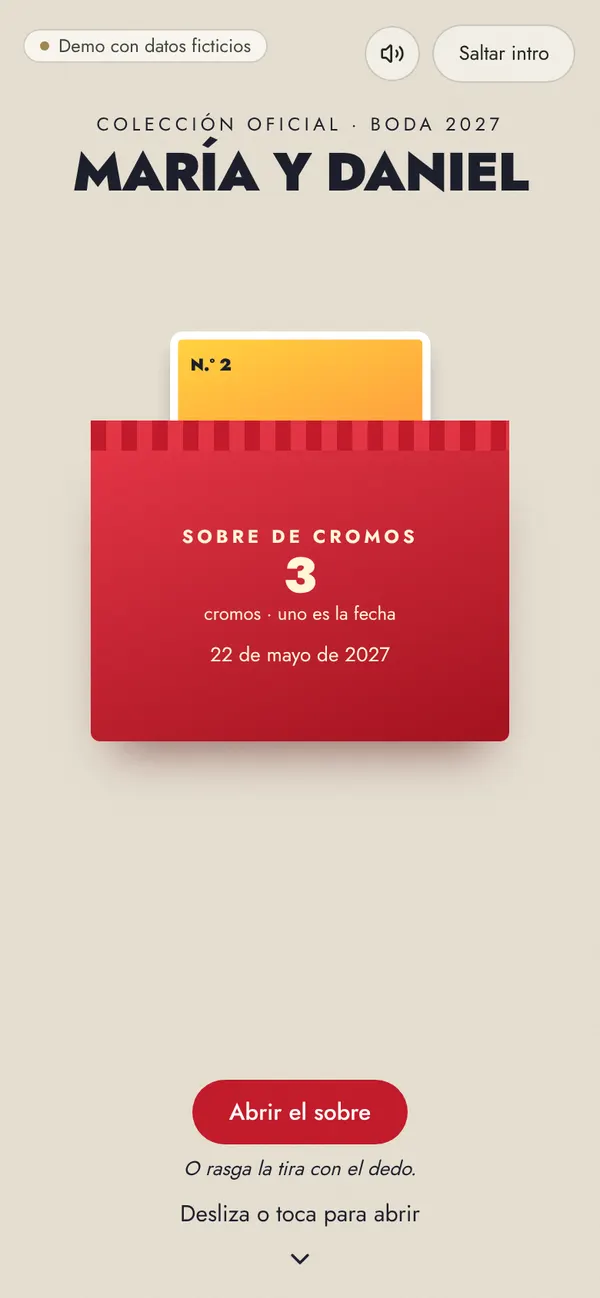 Demo con datos ficticios
Saltar intro
COLECCIÓN OFICIAL · BODA 2027
MARÍA Y DANIEL
N.º 2
SOBRE DE CROMOS
3
cromos · uno es la fecha
22 de mayo de 2027
Abrir el sobre
O rasga la tira con el dedo.
Desliza o toca para abrir